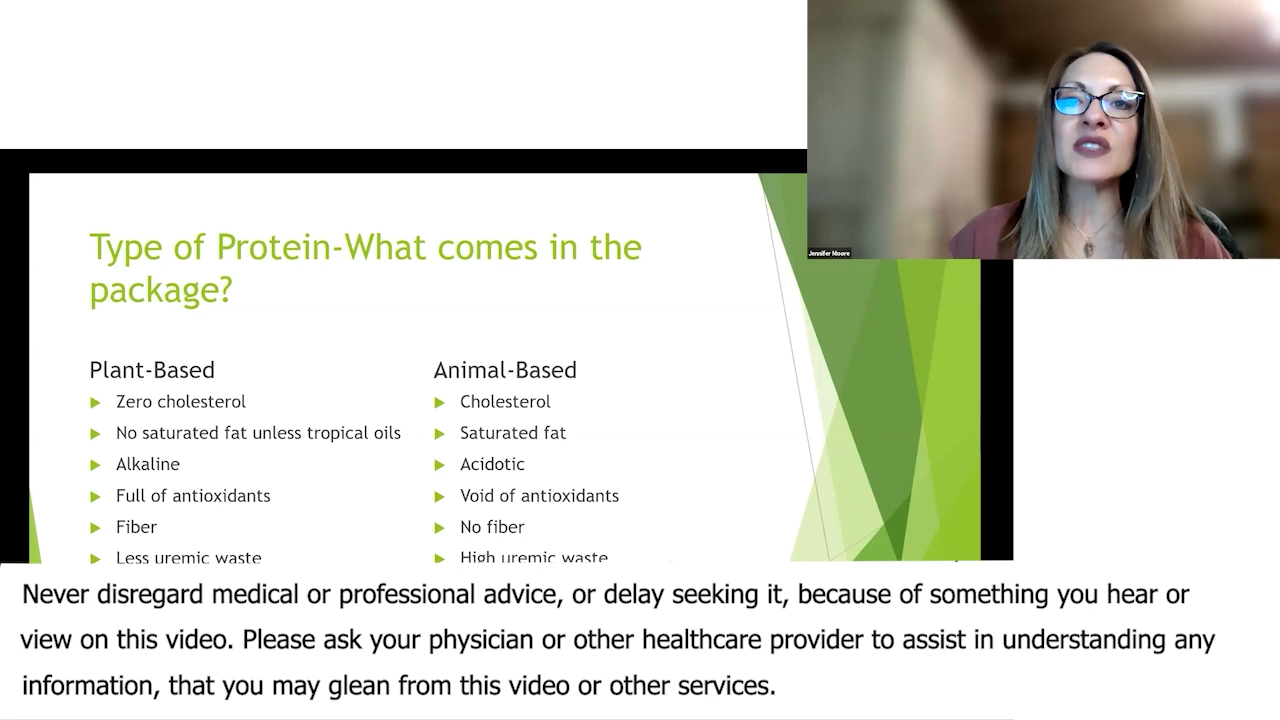 Jennifer Moore
Type of Protein-What comes in the
package?
Plant-Based
Zero cholesterol
No saturated fat unless tropical oils
Alkaline
Full of antioxidants
Fiber
Less uremic waste
Animal-Based
Cholesterol
Saturated fat
Acidotic
Void of antioxidants
No fiber
High uremic waste
Never disregard medical or professional advice, or delay seeking it, because of something you hear or
view on this video. Please ask your physician or other healthcare provider to assist in understanding any
information, that you may glean from this video or other services.